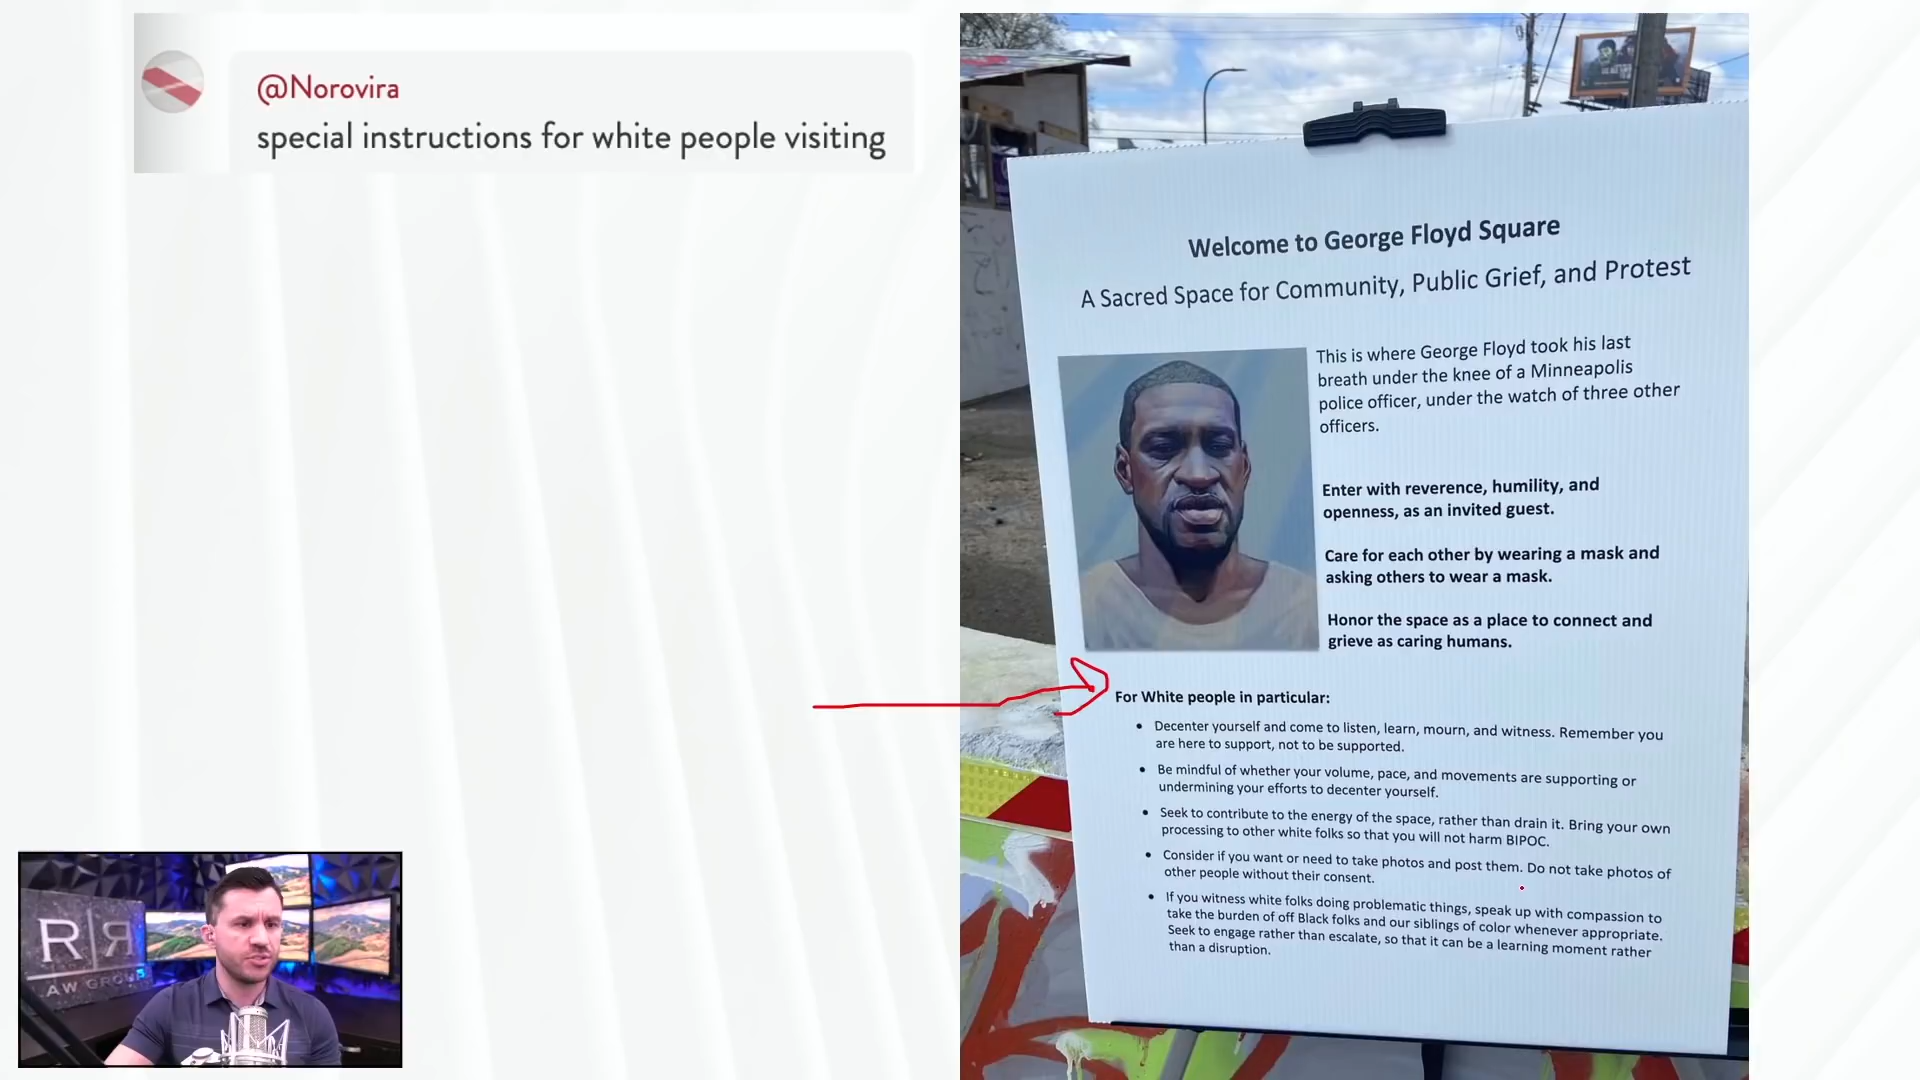 @Norovira
special instructions for white people visiting
Welcome to George Floyd Square
A Sacred Space for Community, Public Grief, and Protest
This is where George Floyd took his last
breath under the knee of a Minneapolis
police officer, under the watch of three other
officers.
Enter with reverence, humility, and
openness, as an invited guest.
Care for each other by wearing a mask and
asking others to wear a mask.
Honor the space as a place to connect and
grieve as caring humans.
For White people in particular:
• Decenter yourself and come to listen, learn, mourn, and witness. Remember you
are here to support, not to be supported.
• Be mindful of whether your volume, pace, and movements are supporting or
undermining your efforts to decenter yourself.
• Seek to contribute to the energy of the space, rather than drain it. Bring your own
processing to other white folks so that you will not harm BIPOC.
• Consider if you want or need to take photos and post them. Do not take photos of
other people without their consent.
• If you witness white folks doing problematic things, speak up with compassion to
take the burden of off Black folks and our siblings of color whenever appropriate.
Seek to engage rather than escalate, so that it can be a learning moment rather
than a disruption.
R|R
LAW GROUP